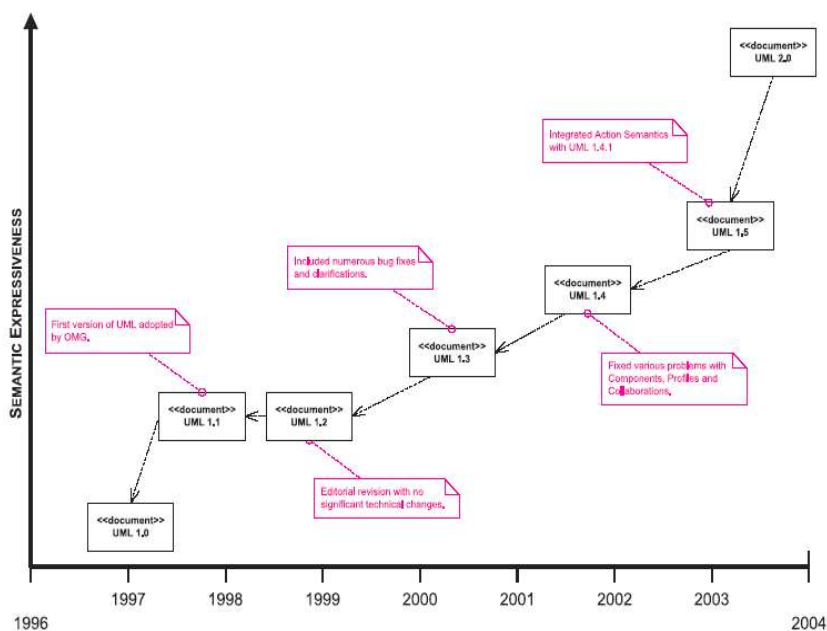 <<document>>
UML 2.0
Integrated Action Semantics
with UML 1.4.1
<<document>>
UML 1.5
Included numerous bug fixes
and clarifications.
<<document>>
UML 1.4
First version of UML adopted
by OMG.
<<document>>
UML 1.3
Fixed various problems with
Components, Profiles and
Collaborations.
<<document>>
UML 1.1
<<document>>
UML 1.2
Editorial revision with no
significant technical changes.
<<document>>
UML 1.0
SEMANTIC EXPRESSIVENESS
1997
1998
1999
2000
2001
2002
2003
1996
2004